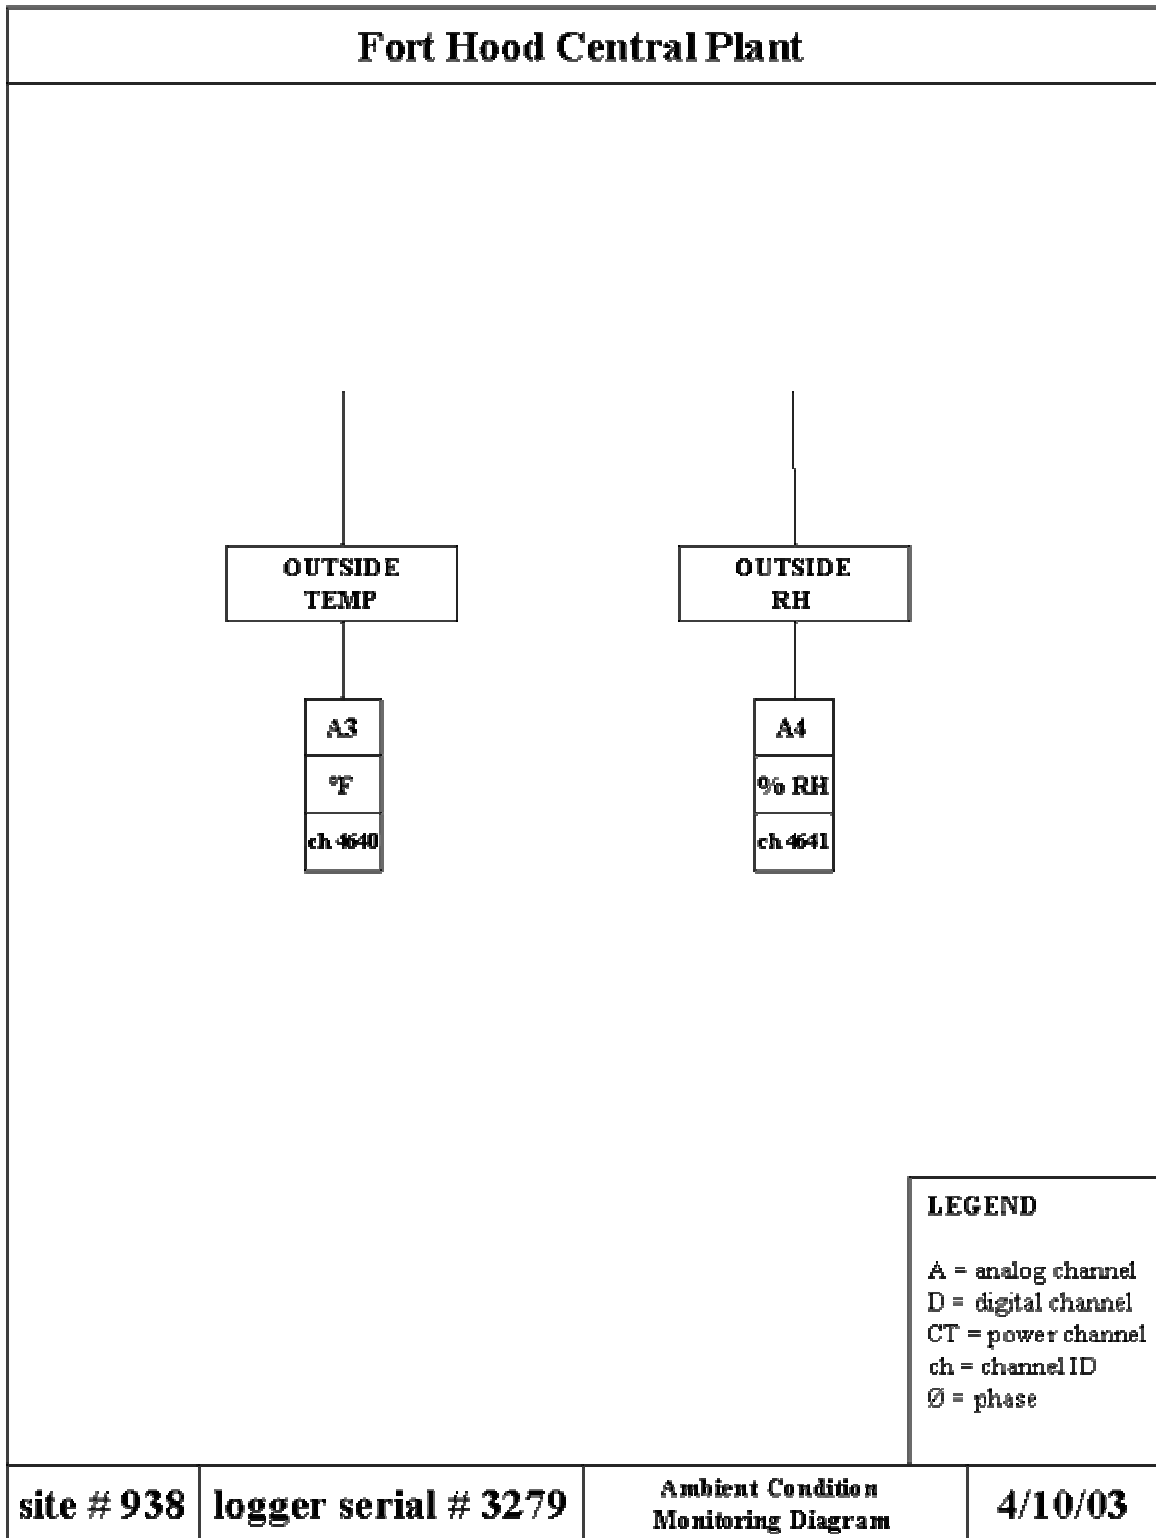 Fort Hood Central Plant
OUTSIDE
TEMP
OUTSIDE
RH
A3
°F
ch 4640
A4
% RH
ch 4641
LEGEND
A = analog channel
D = digital channel
CT = power channel
ch = channel ID
Ø = phase
site # 938
logger serial # 3279
Ambient Condition
Monitoring Diagram
4/10/03